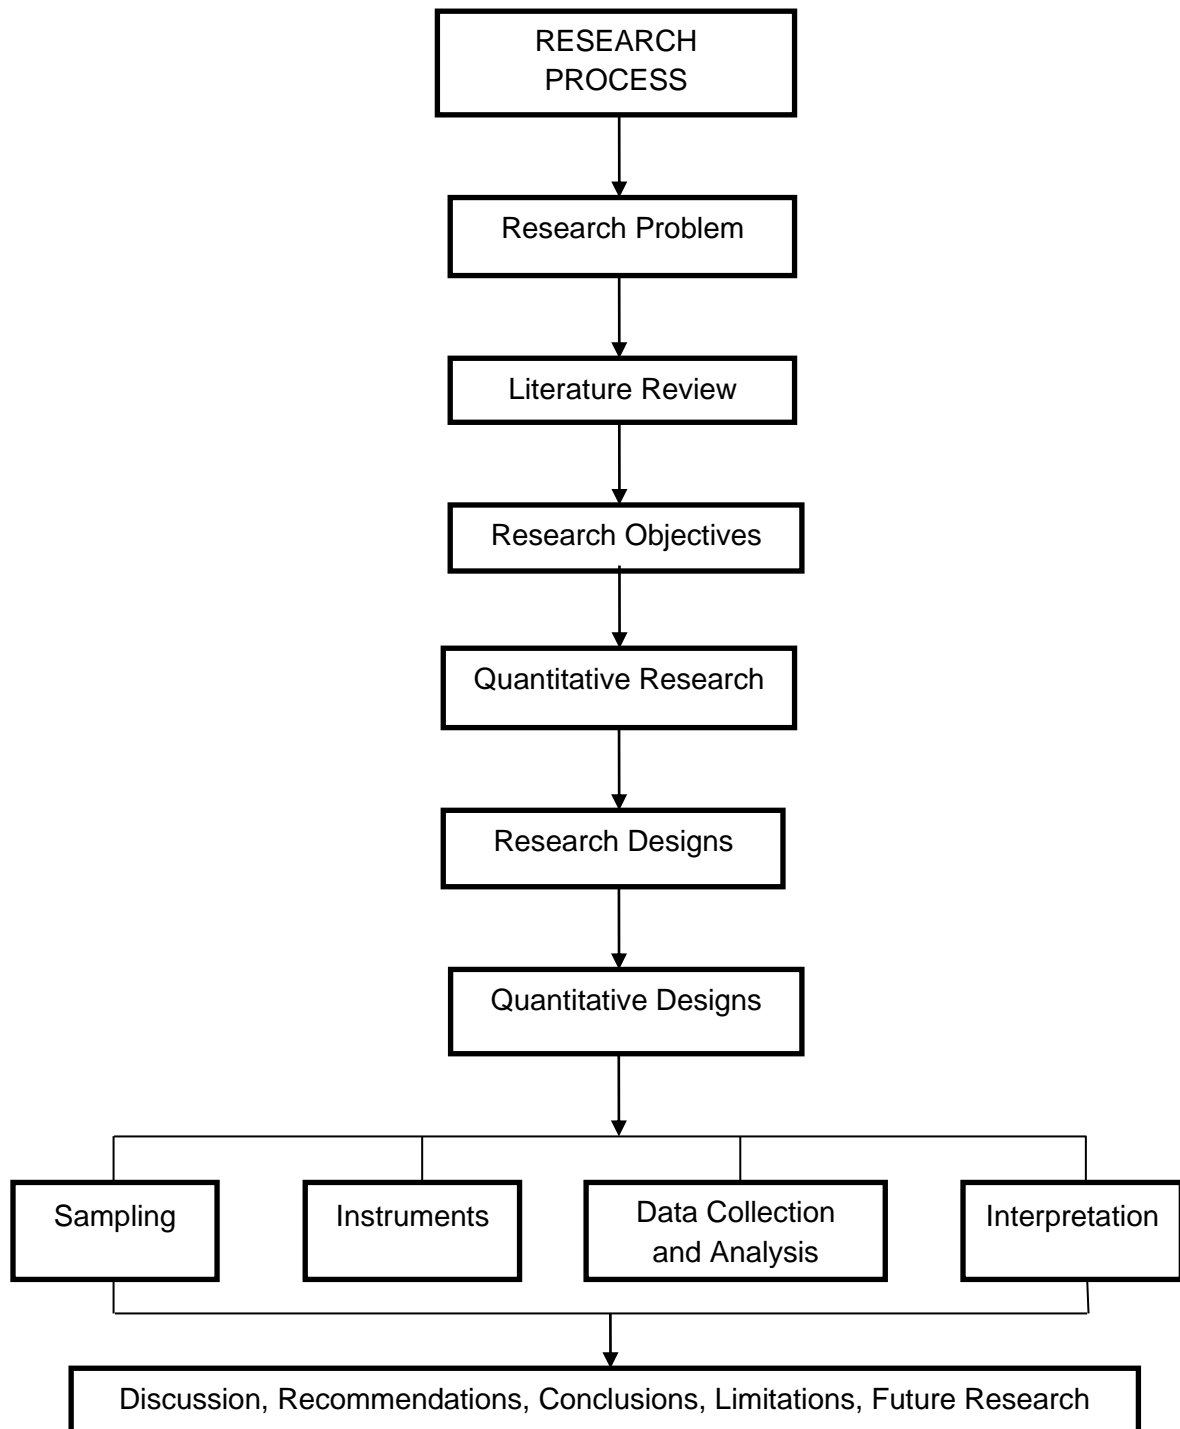 RESEARCH
PROCESS
Research Problem
Literature Review
Research Objectives
Quantitative Research
Research Designs
Quantitative Designs
Sampling
Instruments
Data Collection
and Analysis
Interpretation
Discussion, Recommendations, Conclusions, Limitations, Future Research